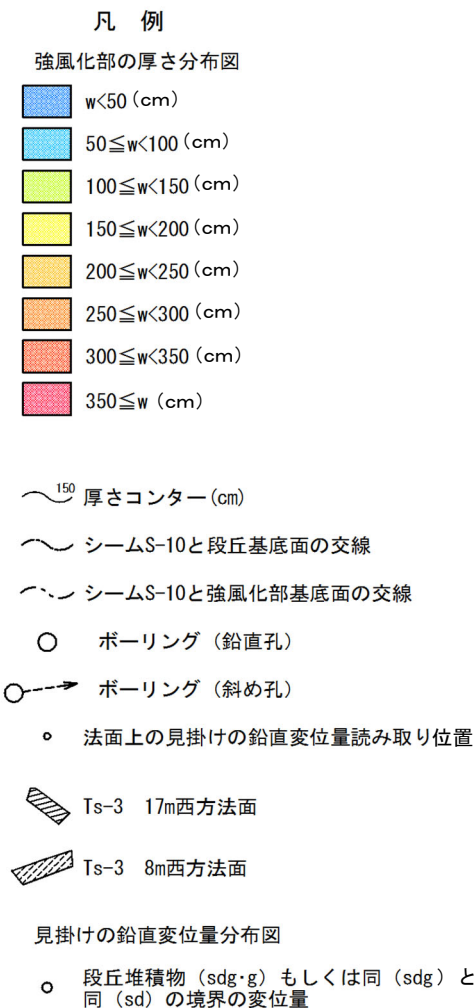 凡 例
強風化部の厚さ分布図
w<50 (cm)
50≦w<100 (cm)
100≦w<150 (cm)
150≦w<200 (cm)
200≦w<250 (cm)
250≦w<300 (cm)
300≦w<350 (cm)
350≦w (cm)
150 厚さコンター(cm)
シームS-10と段丘基底面の交線
シームS-10と強風化部基底面の交線
ボーリング（鉛直孔）
ボーリング（斜め孔）
法面上の見掛けの鉛直変位量読み取り位置
Ts-3 17m西方法面
Ts-3 8m西方法面
見掛けの鉛直変位量分布図
段丘堆積物（sdg・g）もしくは同（sdg）と
同（sd）の境界の変位量